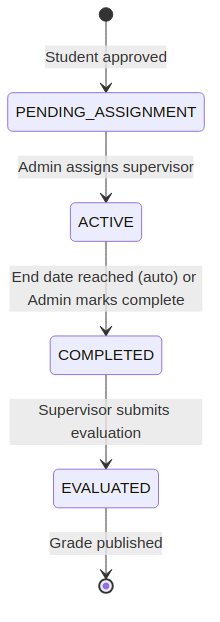 Student approved
PENDING_ASSIGNMENT
Admin assigns supervisor
ACTIVE
End date reached (auto) or
Admin marks complete
COMPLETED
Supervisor submits
evaluation
EVALUATED
Grade published